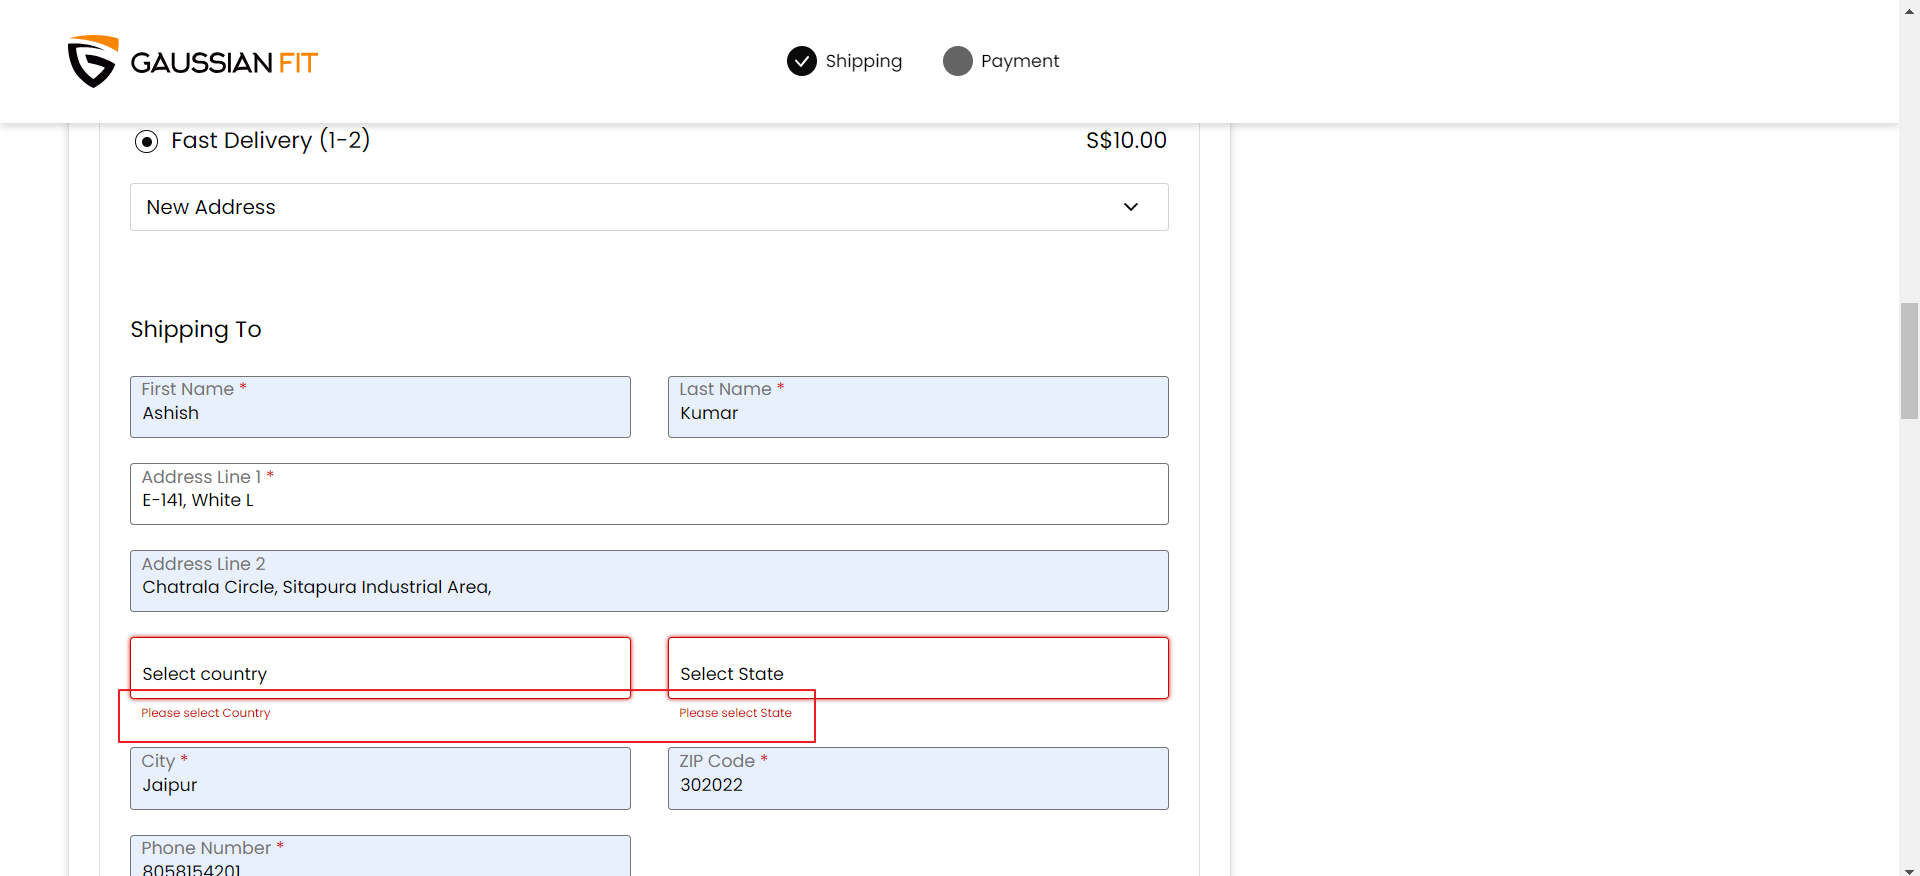 GAUSSIAN FIT
Shipping
Payment
Fast Delivery (1-2) S$10.00
New Address
Shipping To
First Name *
Ashish
Last Name *
Kumar
Address Line 1 *
E-141, White L
Address Line 2
Chatrala Circle, Sitapura Industrial Area,
Select country
Select State
Please select Country
Please select State
City *
Jaipur
ZIP Code *
302022
Phone Number *
8058154201